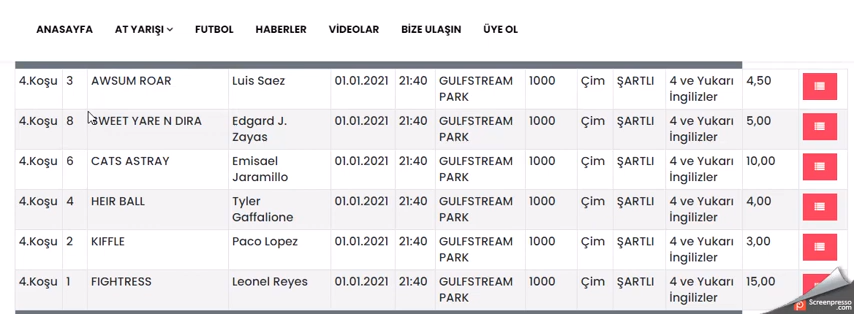 ANASAYFA AT YARIŞI FUTBOL HABERLER VİDEOLAR BİZE ULAŞIN ÜYE OL
4.Koşu 3 AWSUM ROAR Luis Saez 01.01.2021 21:40 GULFSTREAM 1000 Çim ŞARTLI 4 ve Yukarı 4,50
PARK İngilizler
4.Koşu 8 SWEET YARE N DIRA Edgard J. 01.01.2021 21:40 GULFSTREAM 1000 Çim ŞARTLI 4 ve Yukarı 5,00
Zayas PARK İngilizler
4.Koşu 6 CATS ASTRAY Emisael 01.01.2021 21:40 GULFSTREAM 1000 Çim ŞARTLI 4 ve Yukarı 10,00
Jaramillo PARK İngilizler
4.Koşu 4 HEIR BALL Tyler 01.01.2021 21:40 GULFSTREAM 1000 Çim ŞARTLI 4 ve Yukarı 4,00
Gaffalione PARK İngilizler
4.Koşu 2 KIFFLE Paco Lopez 01.01.2021 21:40 GULFSTREAM 1000 Çim ŞARTLI 4 ve Yukarı 3,00
PARK İngilizler
4.Koşu 1 FIGHTRESS Leonel Reyes 01.01.2021 21:40 GULFSTREAM 1000 Çim ŞARTLI 4 ve Yukarı 15,00
PARK İngilizler
Screenpresso
.com